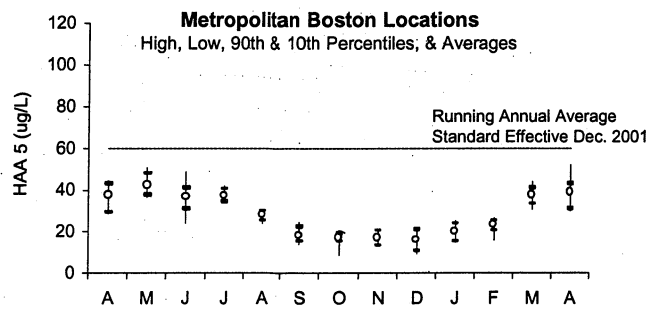 Metropolitan Boston Locations
High, Low, 90th & 10th Percentiles, & Averages
HAA 5 (ug/L)
120
100
80
60
40
20
0
Running Annual Average
Standard Effective Dec. 2001
A M J J A S O N D J F M A